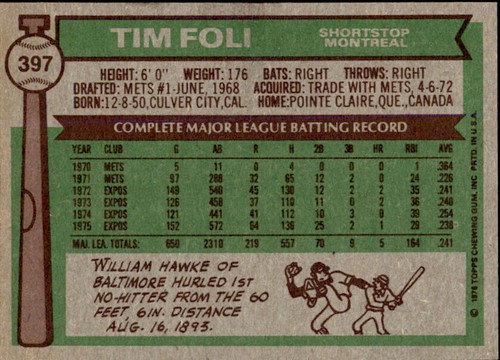 TIM FOLI
SHORTSTOP
MONTREAL
397
HEIGHT: 6'0" WEIGHT: 176 BATS: RIGHT THROWS: RIGHT
DRAFTED: METS #1-JUNE, 1968 ACQUIRED: TRADE WITH METS, 4-6-72
BORN: 12-8-50, CULVER CITY, CAL. HOME: POINTE CLAIRE, QUE., CANADA
COMPLETE MAJOR LEAGUE BATTING RECORD
YEAR CLUB G AB R H 2B 3B HR RBI AVG
1970 METS 5 11 0 4 0 0 0 1 .364
1971 METS 97 288 32 65 12 2 0 24 .226
1972 EXPOS 149 540 45 130 12 2 2 35 .241
1973 EXPOS 126 458 37 110 11 0 2 36 .240
1974 EXPOS 121 441 41 112 10 3 0 39 .254
1975 EXPOS 152 572 64 136 25 2 1 29 .238
MAJ. LEA. TOTALS: 650 2310 219 557 70 9 5 164 .241
WILLIAM HAWKE OF
BALTIMORE HURLED 1ST
NO-HITTER FROM THE 60
FEET, 6IN. DISTANCE
AUG. 16, 1893.
© 1976 TOPPS CHEWING GUM, INC. PRTD. IN U.S.A.